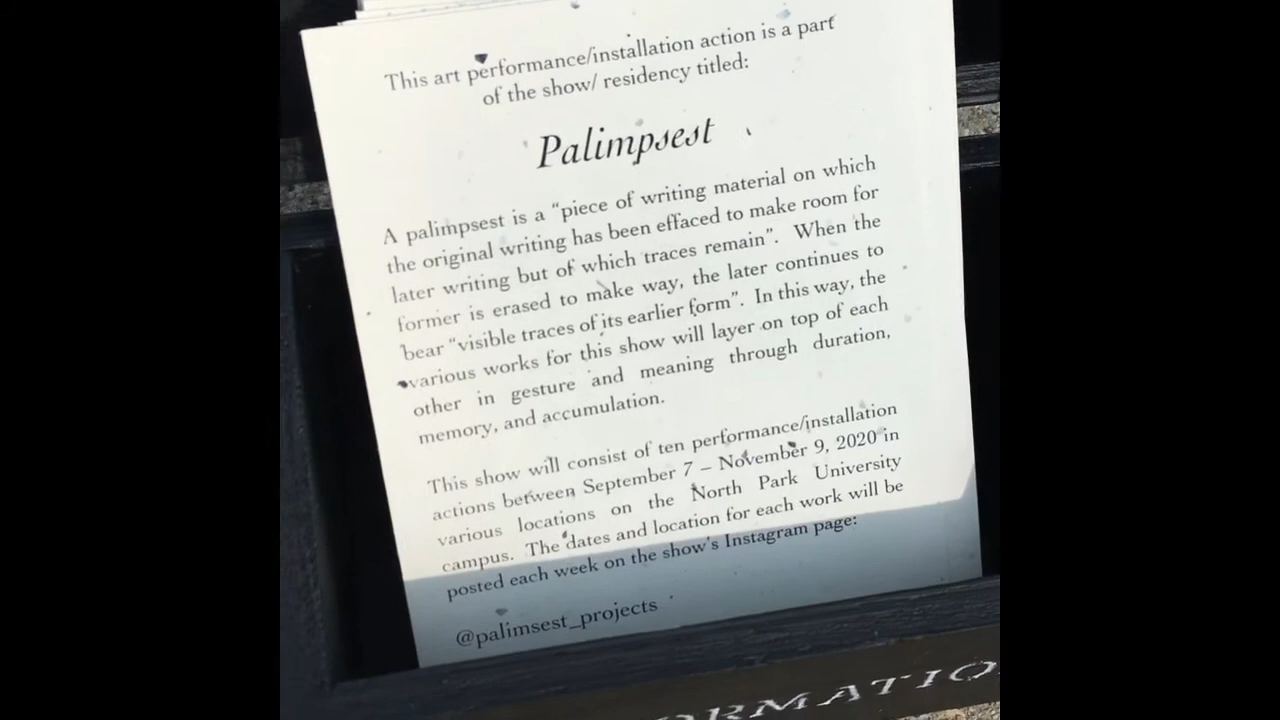 This art performance/installation action is a part
of the show/ residency titled:
Palimpsest
A palimpsest is a “piece of writing material on which
the original writing has been effaced to make room for
later writing but of which traces remain”. When the
former is erased to make way, the later continues to
bear “visible traces of its earlier form”. In this way, the
various works for this show will layer on top of each
other in gesture and meaning through duration,
memory, and accumulation.
This show will consist of ten performance/installation
actions between September 7 – November 9, 2020 in
various locations on the North Park University
campus. The dates and location for each work will be
posted each week on the show’s Instagram page:
@palimsest_projects
RMATIO